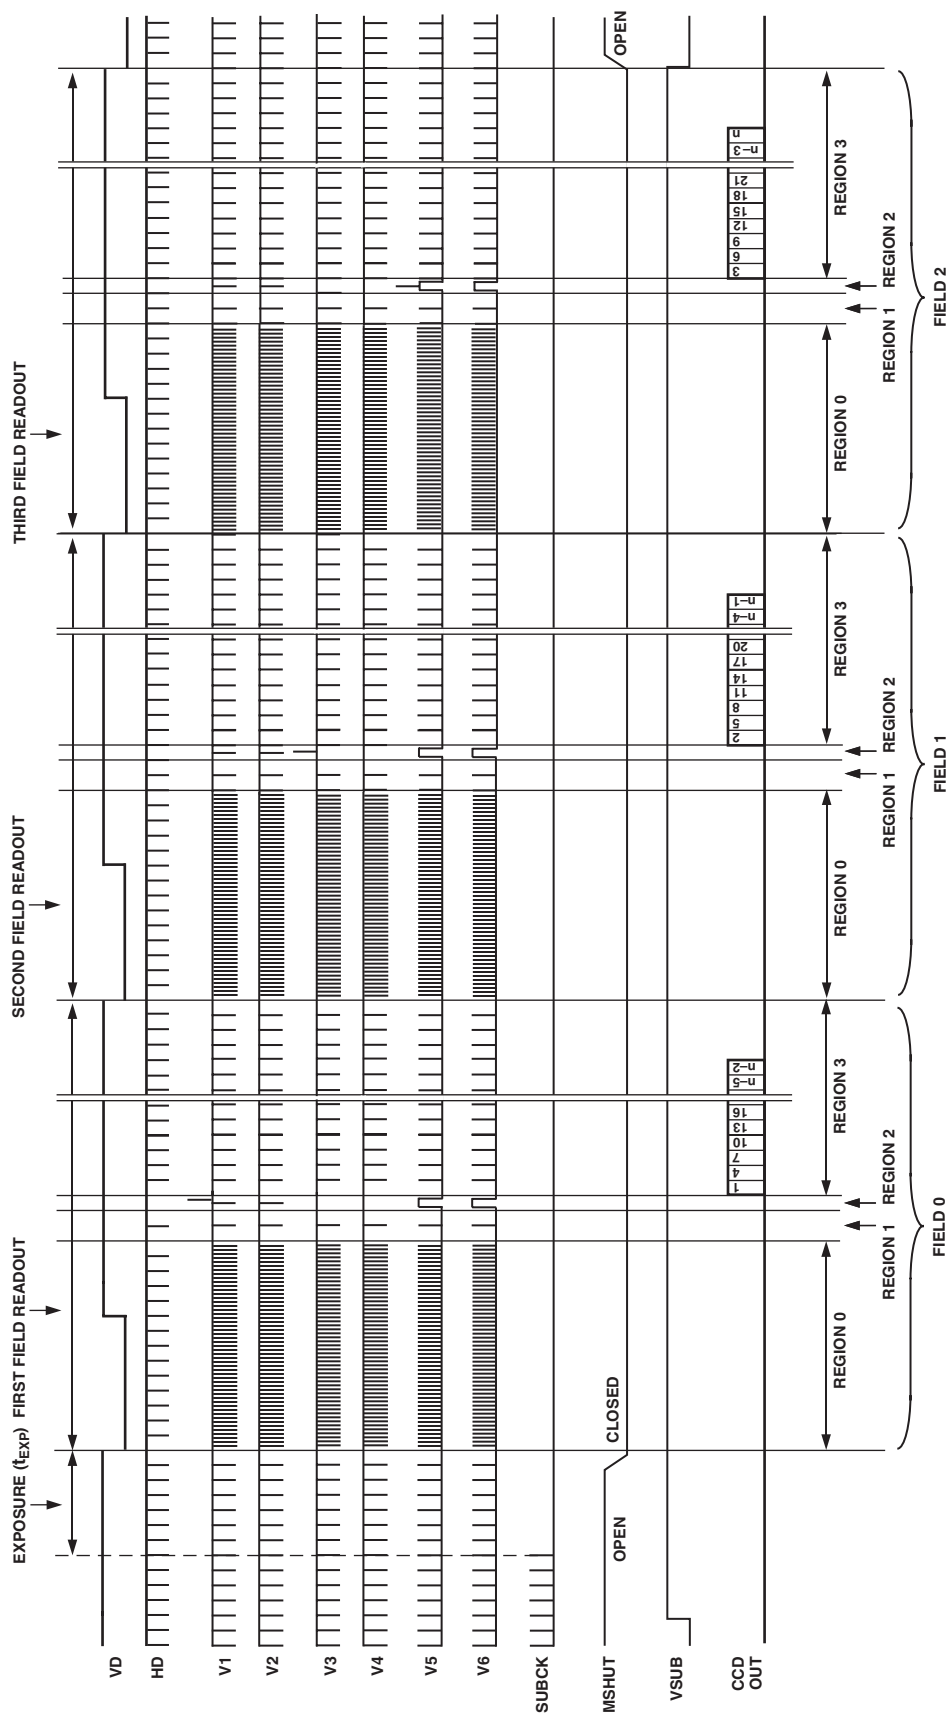 EXPOSURE (tEXP)
FIRST FIELD READOUT
SECOND FIELD READOUT
THIRD FIELD READOUT
VD
HD
V1
V2
V3
V4
V5
V6
SUBCK
MSHUT
OPEN
CLOSED
OPEN
VSUB
CCD
OUT
1
4
7
10
13
16
n–5
n–2
2
5
8
11
14
17
20
n–4
n–1
3
6
9
12
15
18
21
n–3
n
REGION 0
REGION 3
REGION 0
REGION 3
REGION 0
REGION 3
REGION 1
REGION 2
REGION 1
REGION 2
REGION 1
REGION 2
FIELD 0
FIELD 1
FIELD 2